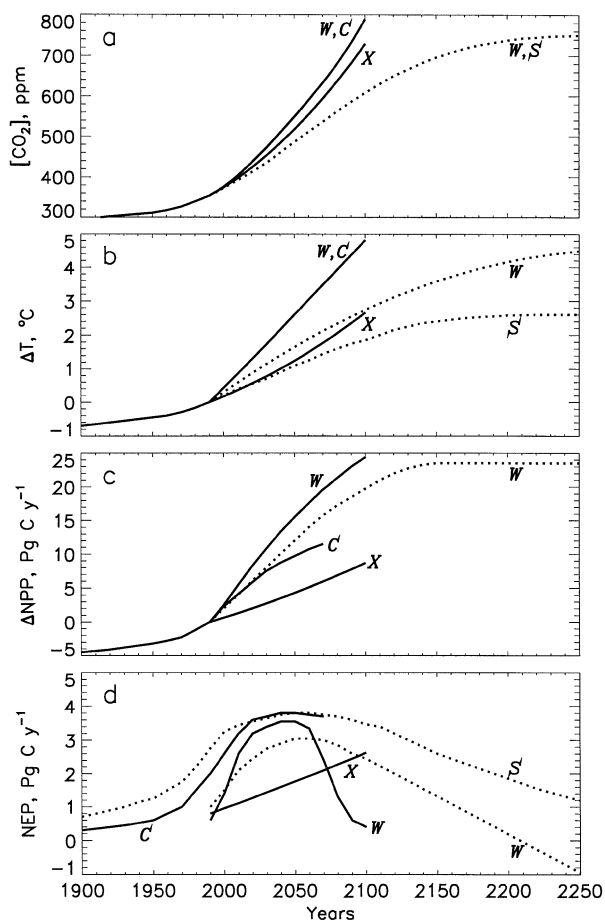 a
800
700
600
500
400
300
[CO₂], ppm
W,C
X
W,S
b
5
4
3
2
1
0
−1
ΔT, °C
W,C
W
X
S
c
25
20
15
10
5
0
−5
ΔNPP, Pg C y⁻¹
W
W
C
X
d
5
4
3
2
1
0
−1
NEP, Pg C y⁻¹
C
X
W
S
W
1900 1950 2000 2050 2100 2150 2200 2250
Years